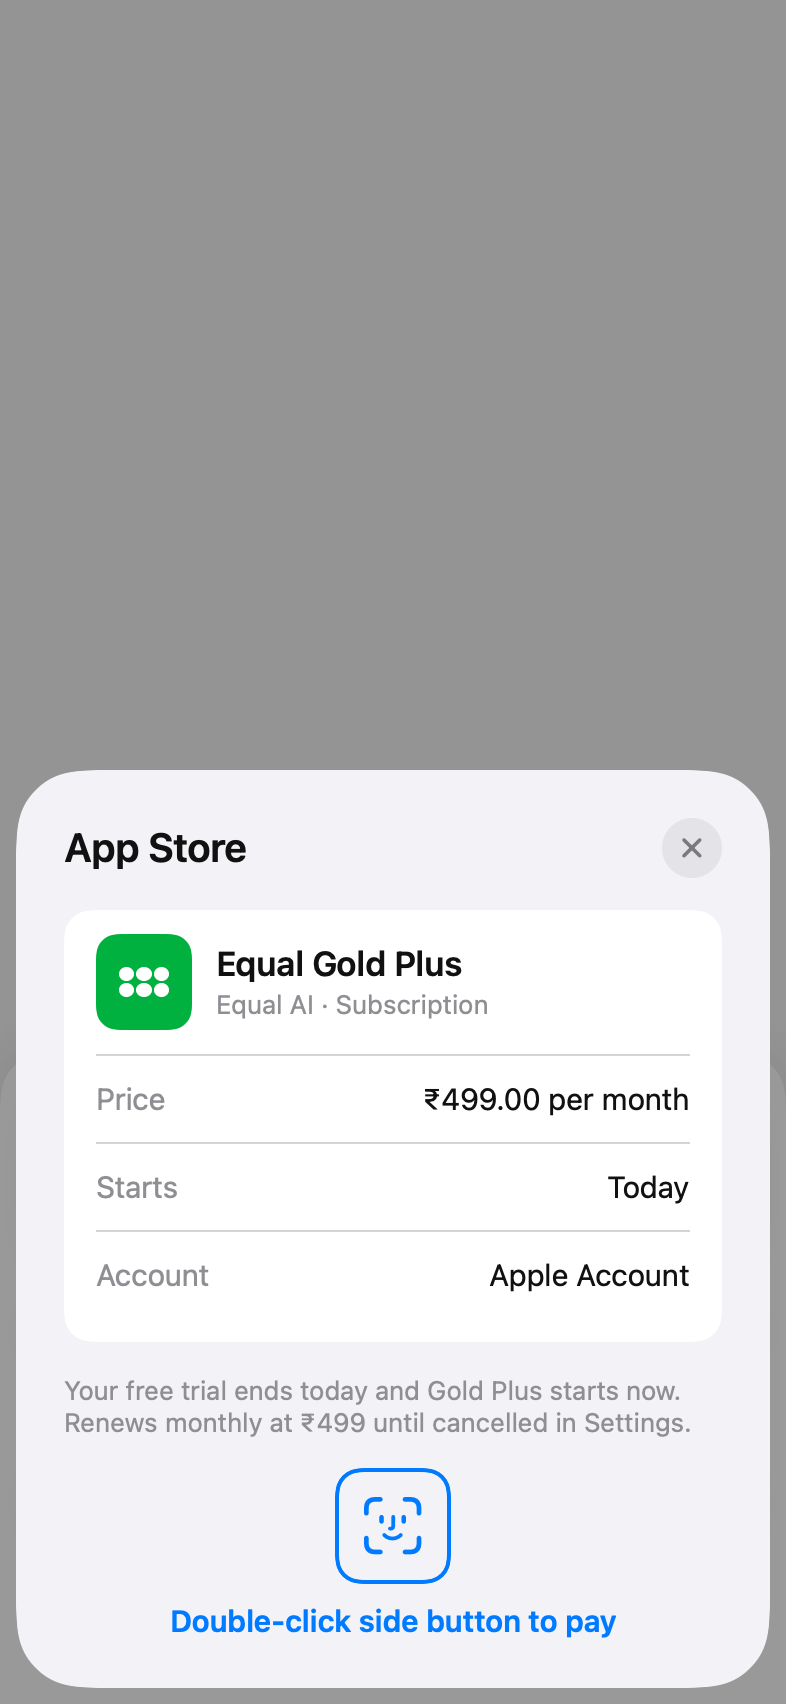 App Store
Equal Gold Plus
Equal AI · Subscription
Price ₹499.00 per month
Starts Today
Account Apple Account
Your free trial ends today and Gold Plus starts now.
Renews monthly at ₹499 until cancelled in Settings.
Double-click side button to pay